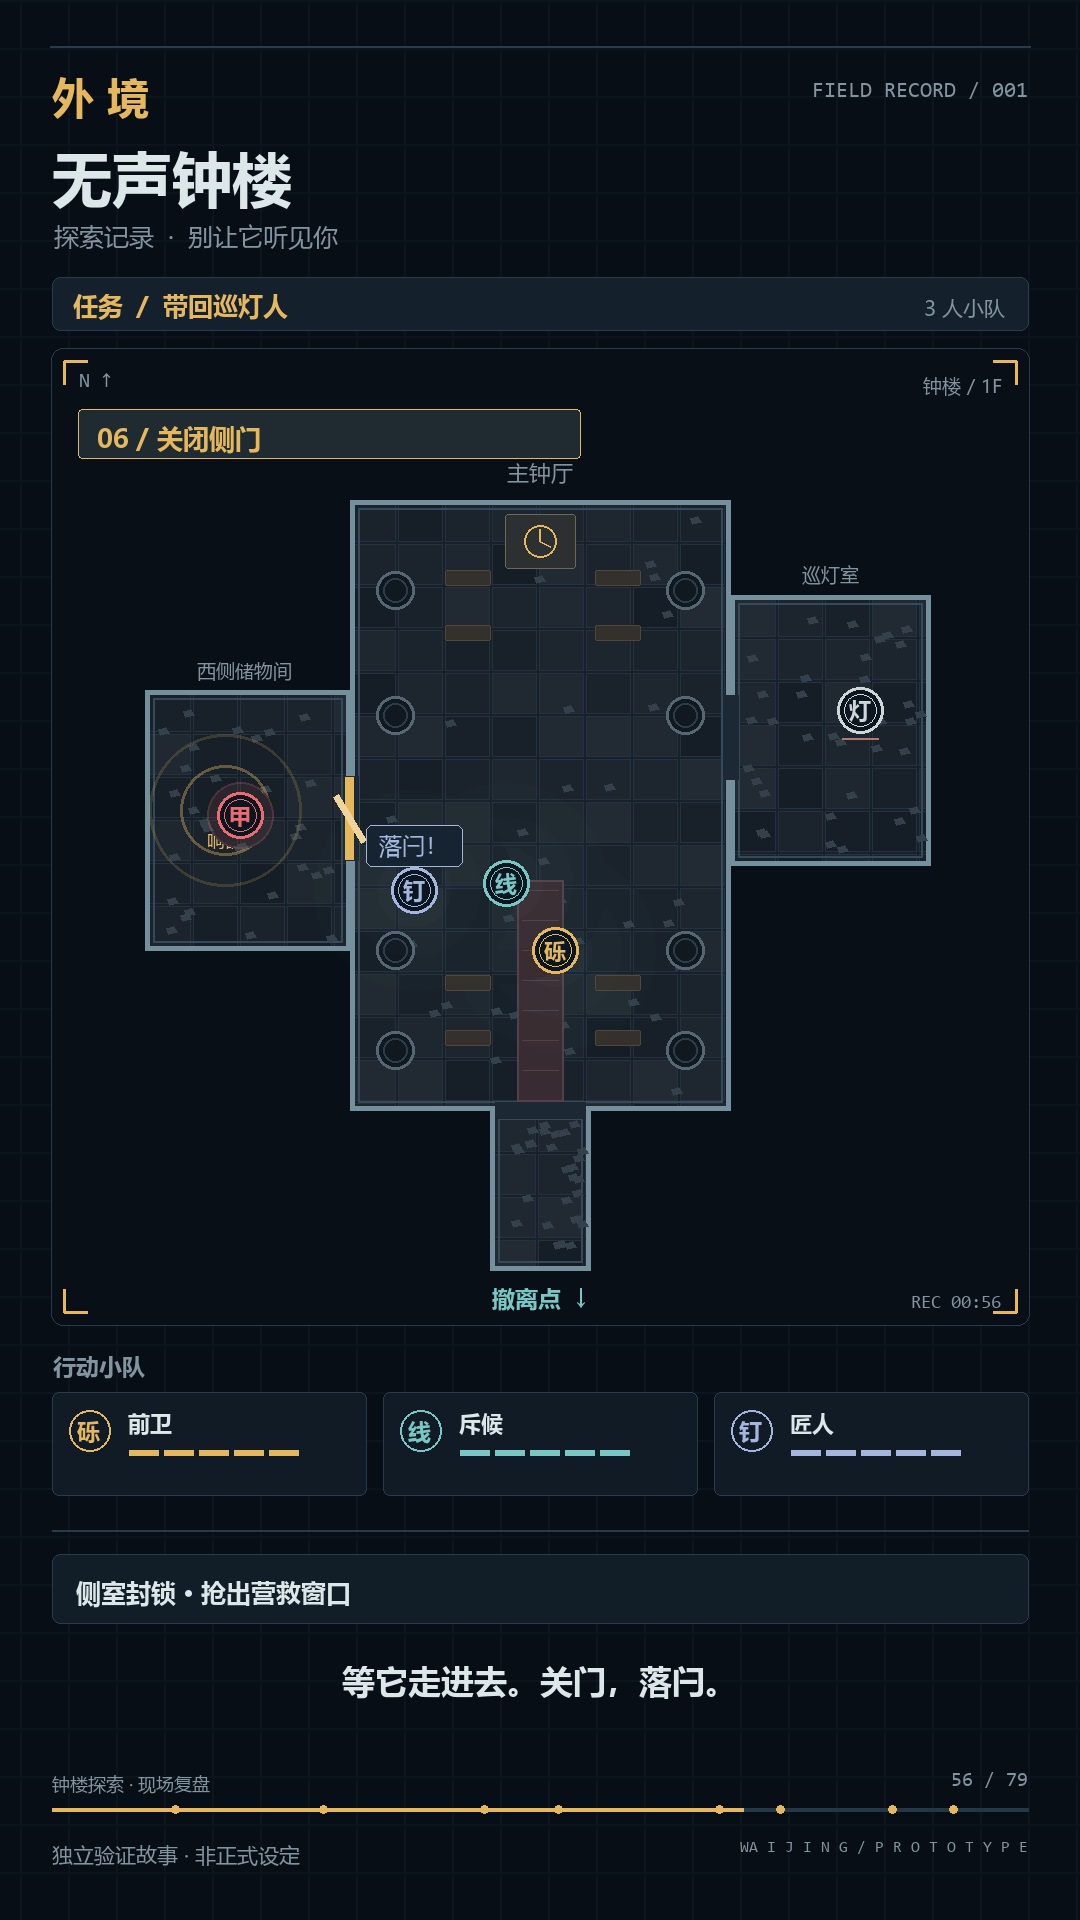 外境
FIELD RECORD / 001
无声钟楼
探索记录 · 别让它听见你
任务 / 带回巡灯人
3 人小队
N ↑
钟楼 / 1F
06 / 关闭侧门
主钟厅
巡灯室
西侧储物间
灯
甲
响
落闩！
钉
线
砾
撤离点 ↓
REC 00:56
行动小队
砾 前卫
线 斥候
钉 匠人
侧室封锁 • 抢出营救窗口
等它走进去。关门，落闩。
钟楼探索 · 现场复盘
56 / 79
独立验证故事 · 非正式设定
WAIJING/PROTOTYPE